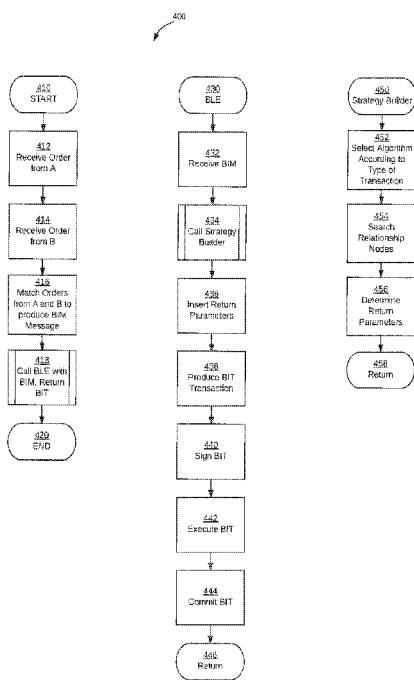 400
410
START
412
Receive Order
from A
414
Receive Order
from B
416
Match Orders
from A and B to
produce BIM
Message
418
Call BLE with
BIM, Return
BIT
420
END
430
BLE
432
Receive BIM
434
Call Strategy
Builder
436
Insert Return
Parameters
438
Produce BIT
Transaction
440
Sign BIT
442
Execute BIT
444
Commit BIT
446
Return
450
Strategy Builder
452
Select Algorithm
According to
Type of
Transaction
454
Search
Relationship
Nodes
456
Determine
Return
Parameters
458
Return